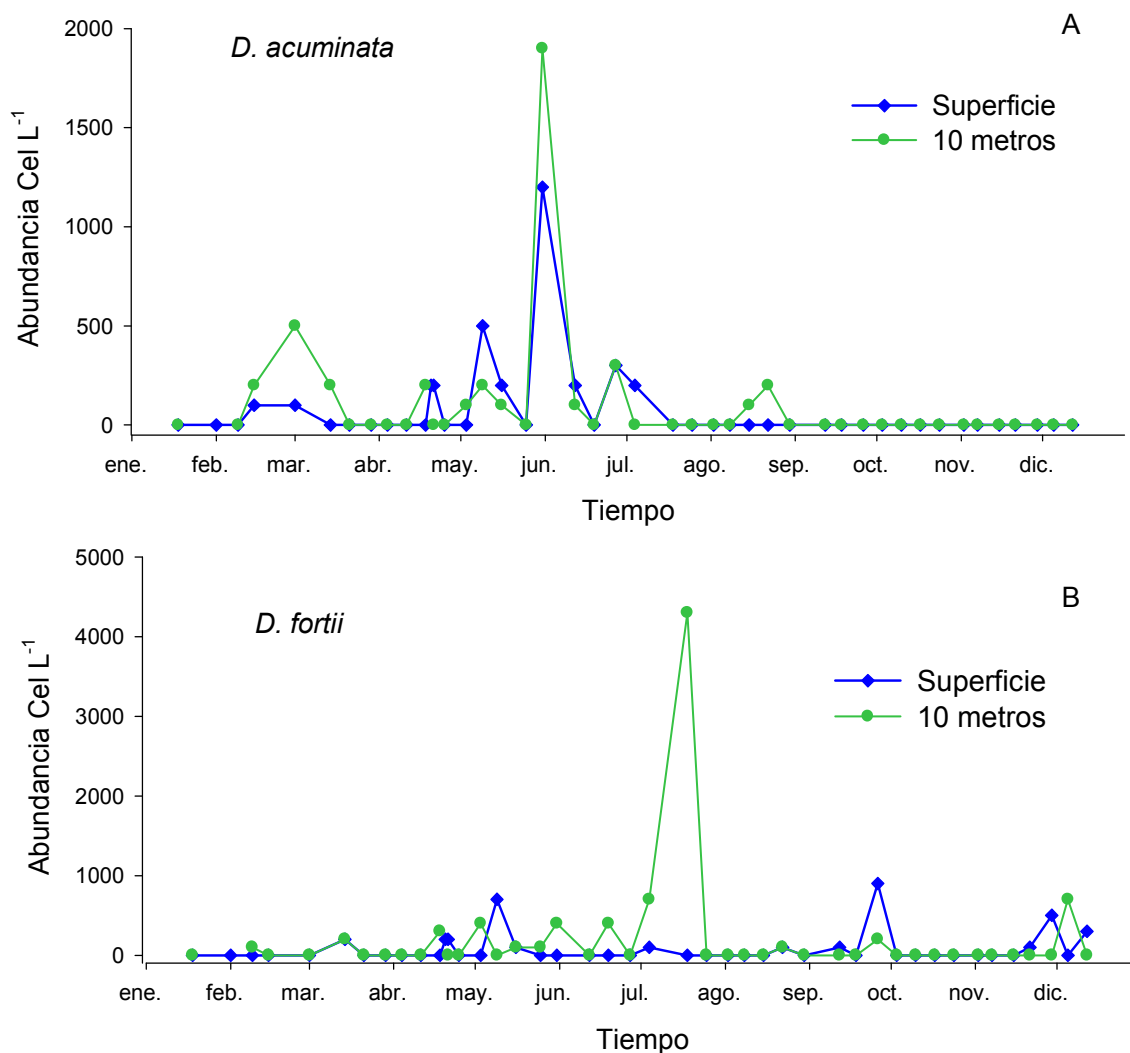 A
D. acuminata
Superficie
10 metros
Abundancia Cel L-1
2000
1500
1000
500
0
ene. feb. mar. abr. may. jun. jul. ago. sep. oct. nov. dic.
Tiempo
B
D. fortii
Superficie
10 metros
Abundancia Cel L-1
5000
4000
3000
2000
1000
0
ene. feb. mar. abr. may. jun. jul. ago. sep. oct. nov. dic.
Tiempo